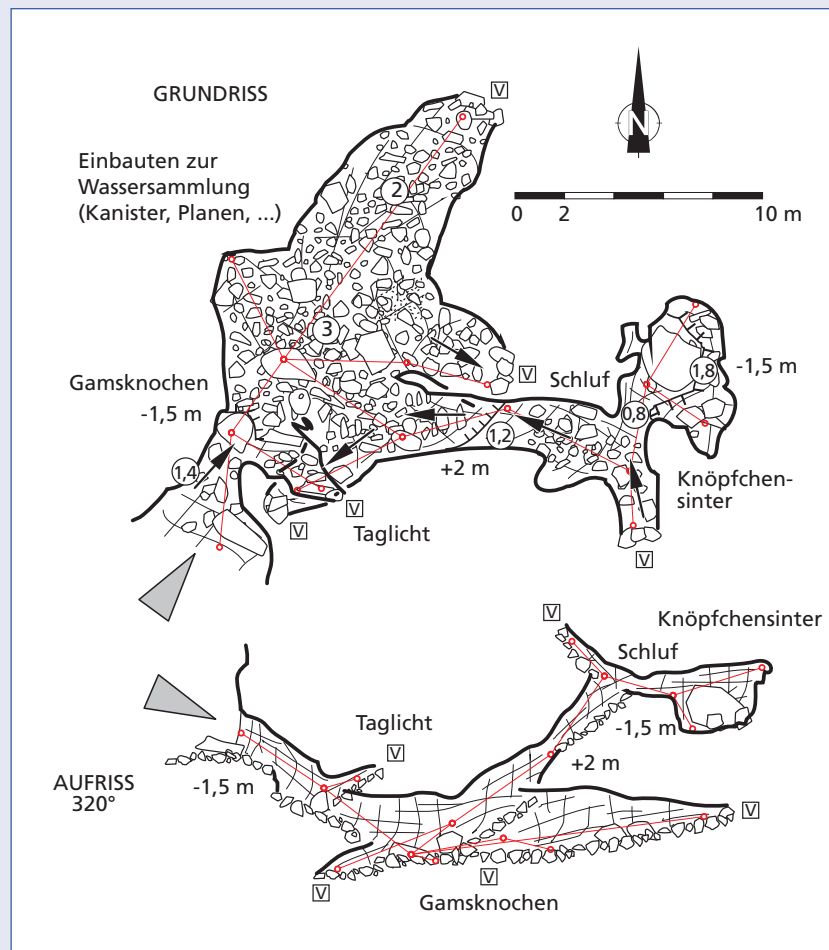 GRUNDRISS
V
N
Einbauten zur
Wassersammlung
(Kanister, Planen, ...)
2
0 2 10 m
3
Gamsknochen
-1,5 m
V
Schluf
1,8
-1,5 m
0,8
1,2
+2 m
1,4
Knöpfchen-
sinter
V
V
Taglicht
V
V
Knöpfchensinter
Schluf
Taglicht
V
-1,5 m
+2 m
AUFRISS
320°
-1,5 m
V
V
V
Gamsknochen